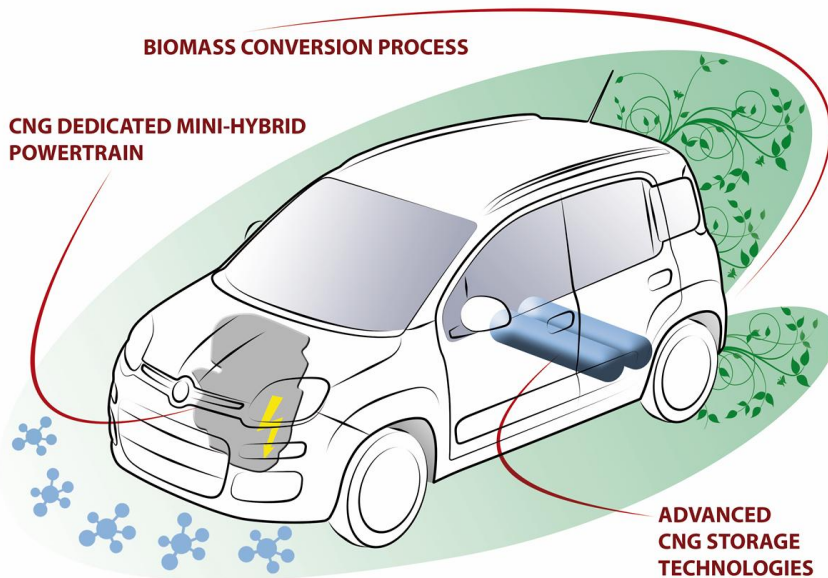 BIOMASS CONVERSION PROCESS
CNG DEDICATED MINI-HYBRID
POWERTRAIN
ADVANCED
CNG STORAGE
TECHNOLOGIES